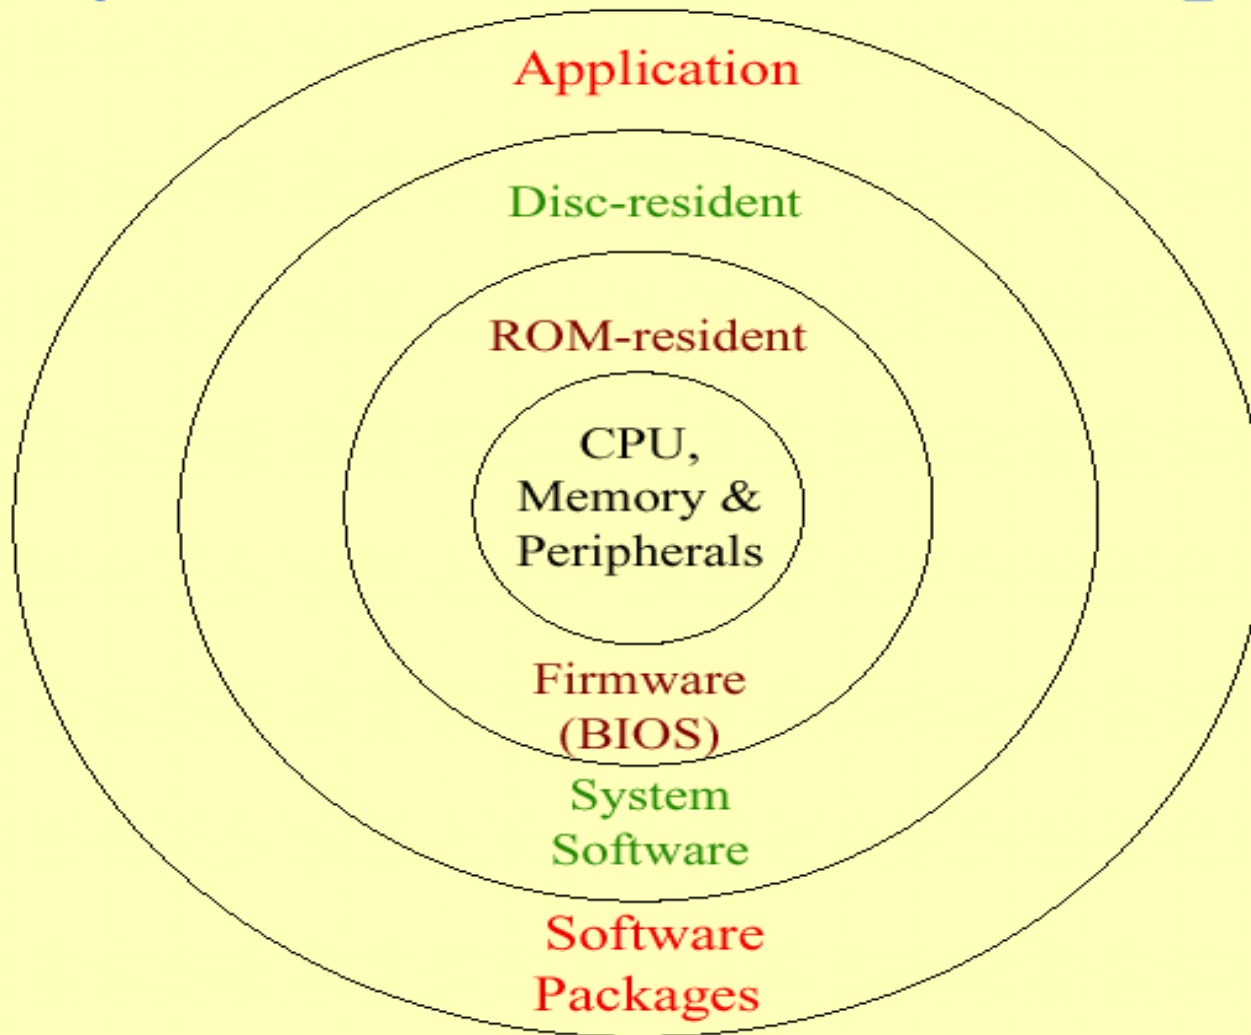 Application
Disc-resident
ROM-resident
CPU,
Memory &
Peripherals
Firmware
(BIOS)
System
Software
Software
Packages